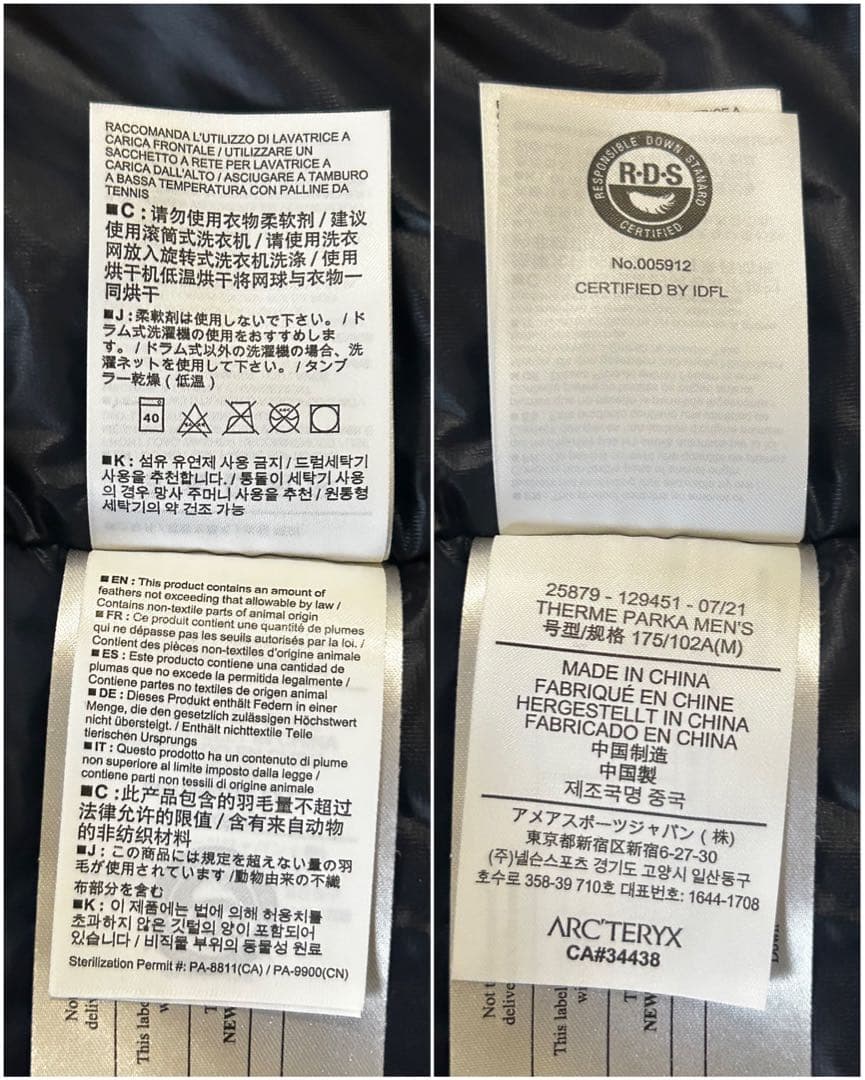 RACCOMANDA L'UTILIZZO DI LAVATRICE A
CARICA FRONTALE / UTILIZZARE UN
SACCHETTO A RETE PER LAVATRICE A
CARICA DALL'ALTO / ASCIUGARE A TAMBURO
A BASSA TEMPERATURA CON PALLINE DA
TENNIS
■C：请勿使用衣物柔软剂 / 建议
使用滚筒式洗衣机 / 请使用洗衣
网放入旋转式洗衣机洗涤 / 使用
烘干机低温烘干将网球与衣物一
同烘干
■J：柔軟剤は使用しないで下さい。/ ド
ラム式洗濯機の使用をおすすめしま
す。/ ドラム式以外の洗濯機の場合、洗
濯ネットを使用して下さい。/ タンブ
ラー乾燥 ( 低温 )
40
■K : 섬유 유연제 사용 금지 / 드럼세탁기
사용을 추천합니다. / 통돌이 세탁기 사용
의 경우 망사 주머니 사용을 추천 / 원통형
세탁기의 약 건조 가능
■ EN : This product contains an amount of
feathers not exceeding that allowable by law /
Contains non-textile parts of animal origin
■ FR : Ce produit contient une quantité de plumes
qui ne dépasse pas les seuils autorisés par la loi. /
Contient des pièces non-textiles d'origine animale
■ ES : Este producto contiene una cantidad de
plumas que no excede la permitida legalmente /
Contiene partes no textiles de origen animal
■ DE : Dieses Produkt enthält Federn in einer
Menge, die den gesetzlich zulässigen Höchstwert
nicht übersteigt. / Enthält nichttextile Teile
tierischen Ursprungs
■ IT : Questo prodotto ha un contenuto di plume
non superiore al limite imposto dalla legge /
contiene parti non tessili di origine animale
■C :此产品包含的羽毛量不超过
法律允许的限值 / 含有来自动物
的非纺织材料
■J：この商品には規定を超えない量の羽
毛が使用されています /動物由来の不繊
布部分を含む
■K : 이 제품에는 법에 의해 허용치를
초과하지 않은 깃털의 양이 포함되어
있습니다 / 비직물 부위의 동물성 원료
Sterilization Permit #: PA-8811(CA) / PA-9900(CN)
Not t
delive
This labe
NEW
RESPONSIBLE DOWN STANARD
R·D·S
CERTIFIED
No.005912
CERTIFIED BY IDFL
25879 - 129451 - 07/21
THERME PARKA MEN'S
号型/规格 175/102A(M)
MADE IN CHINA
FABRIQUÉ EN CHINE
HERGESTELLT IN CHINA
FABRICADO EN CHINA
中国制造
中国製
제조국명 중국
アメアスポーツジャパン ( 株)
東京都新宿区新宿6-27-30
(주)넬슨스포츠 경기도 고양시 일산동구
호수로 358-39 710호 대표번호: 1644-1708
ARC'TERYX
CA#34438
Not t
delive
This label
NEW
Down